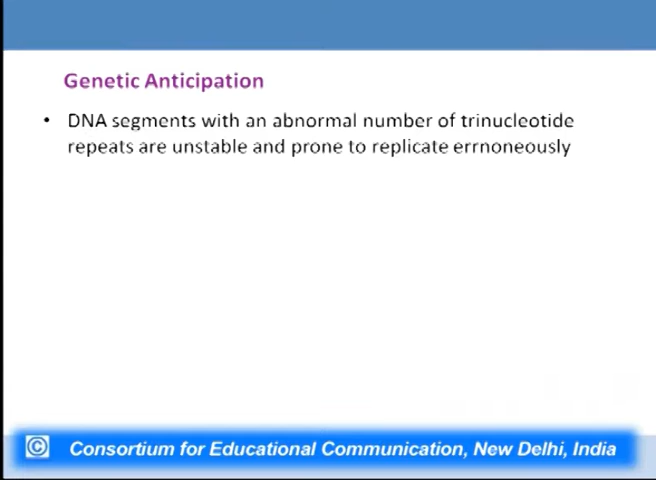 Genetic Anticipation
• DNA segments with an abnormal number of trinucleotide
repeats are unstable and prone to replicate errnoneously
© Consortium for Educational Communication, New Delhi, India